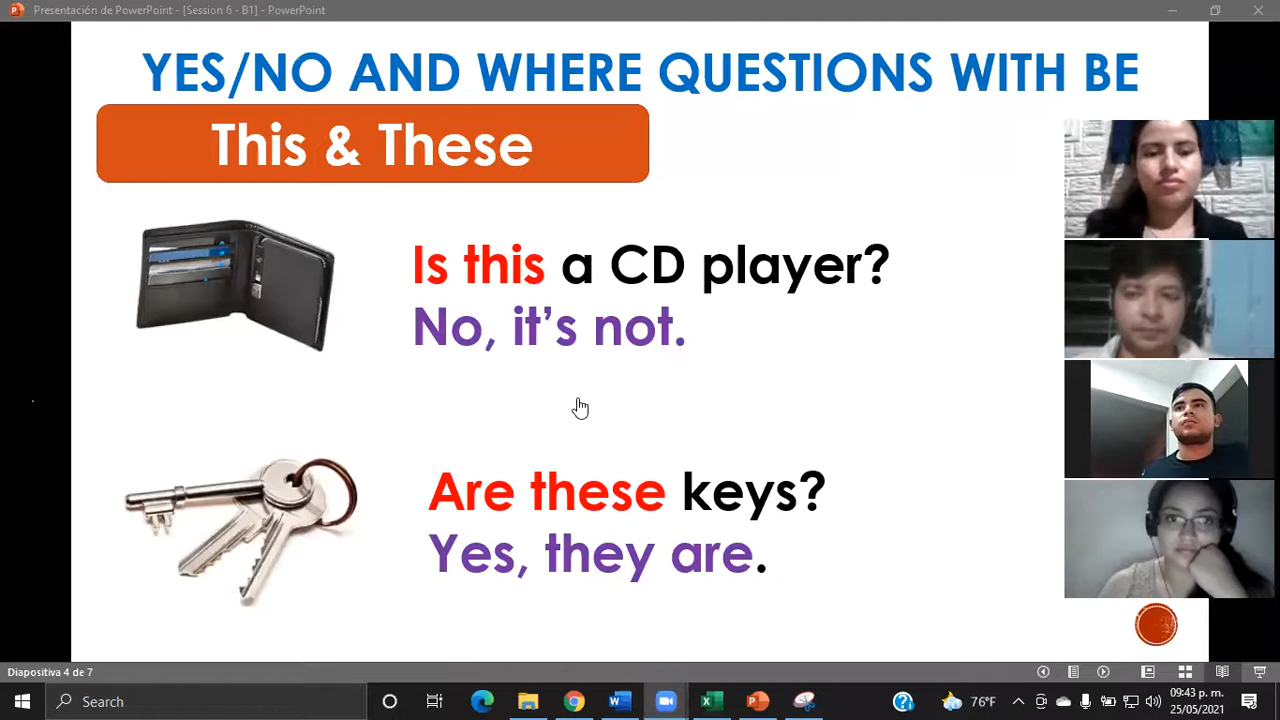 Presentación de PowerPoint - [Session 6 - B1] - PowerPoint
YES/NO AND WHERE QUESTIONS WITH BE
This & These
Is this a CD player?
No, it’s not.
Are these keys?
Yes, they are.
Diapositiva 4 de 7
Search
76°F
09:43 p. m.
25/05/2021